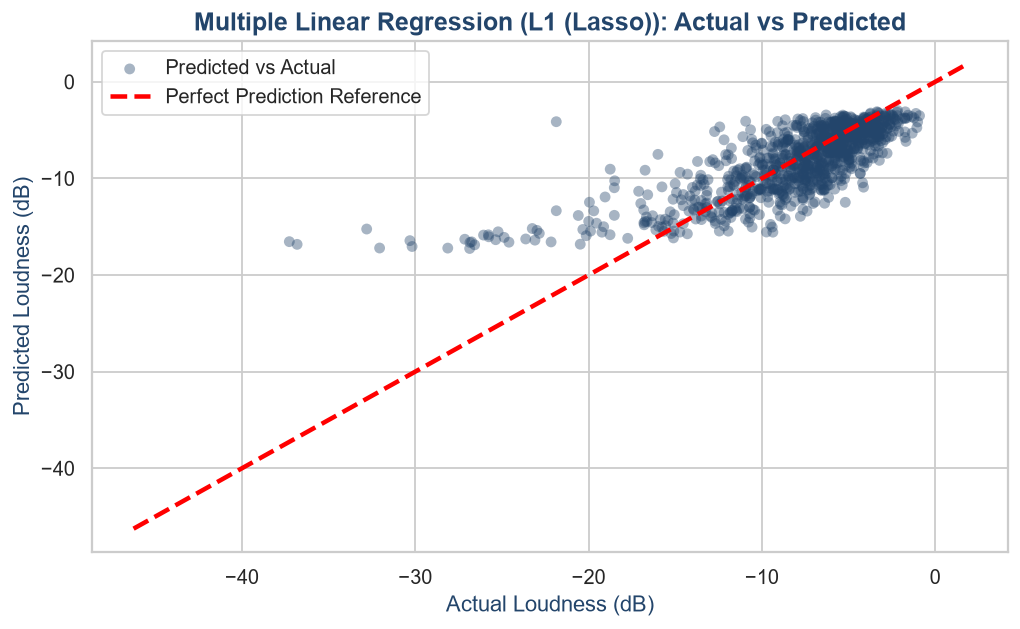 Multiple Linear Regression (L1 (Lasso)): Actual vs Predicted
Predicted vs Actual
Perfect Prediction Reference
Predicted Loudness (dB)
0
−10
−20
−30
−40
−40
−30
−20
−10
0
Actual Loudness (dB)